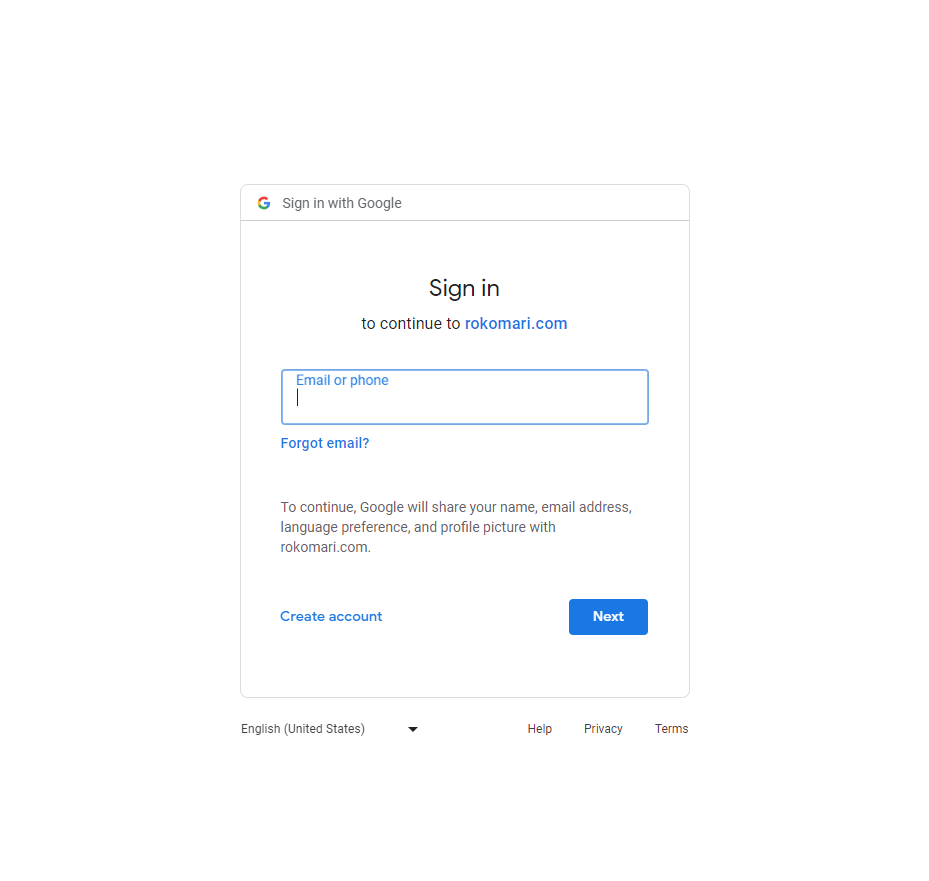 Sign in with Google
Sign in
to continue to rokomari.com
Email or phone
Forgot email?
To continue, Google will share your name, email address,
language preference, and profile picture with
rokomari.com.
Create account
Next
English (United States)
Help
Privacy
Terms